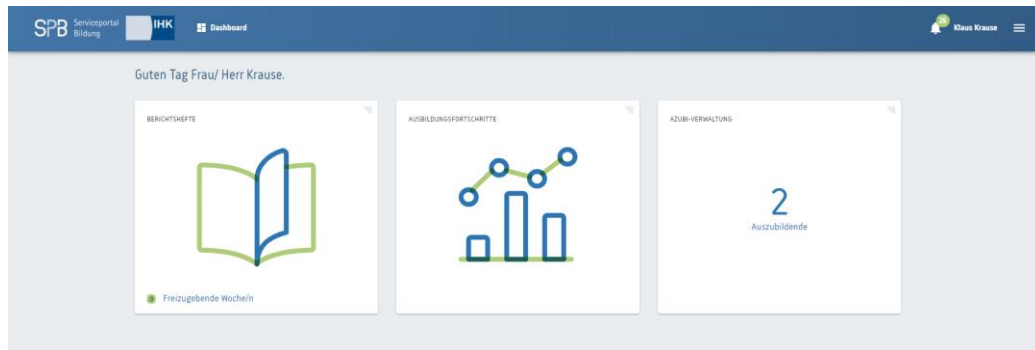 SPB Serviceportal
Bildung
IHK
Dashboard
Klaus Krause
Guten Tag Frau/ Herr Krause.
BERICHTSHEFTE
AUSBILDUNGSFORTSCHRITTE
AZUBI-VERWALTUNG
2
Auszubildende
0 Freizugebende Woche/n